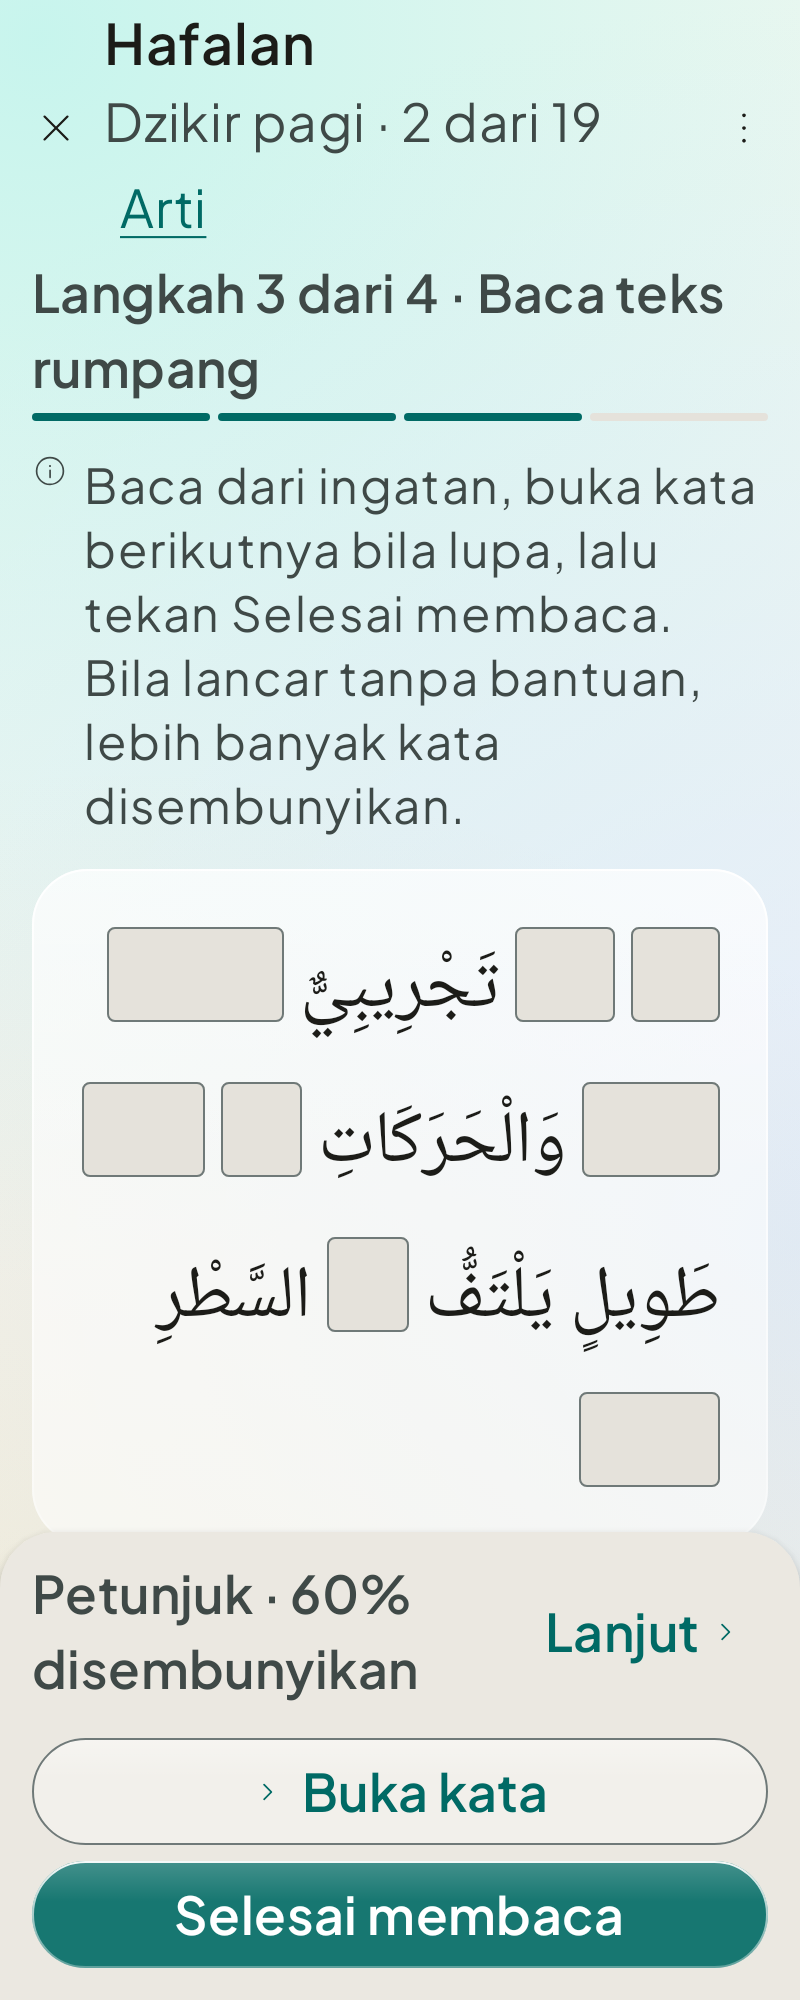 Hafalan
Dzikir pagi · 2 dari 19
Arti
Langkah 3 dari 4 · Baca teks
rumpang
Baca dari ingatan, buka kata
berikutnya bila lupa, lalu
tekan Selesai membaca.
Bila lancar tanpa bantuan,
lebih banyak kata
disembunyikan.
تَجْرِيبِيٌّ
وَالْحَرَكَاتِ
طَوِيلٍ يَلْتَفُّ السَّطْرِ
Petunjuk · 60%
disembunyikan
Lanjut
Buka kata
Selesai membaca